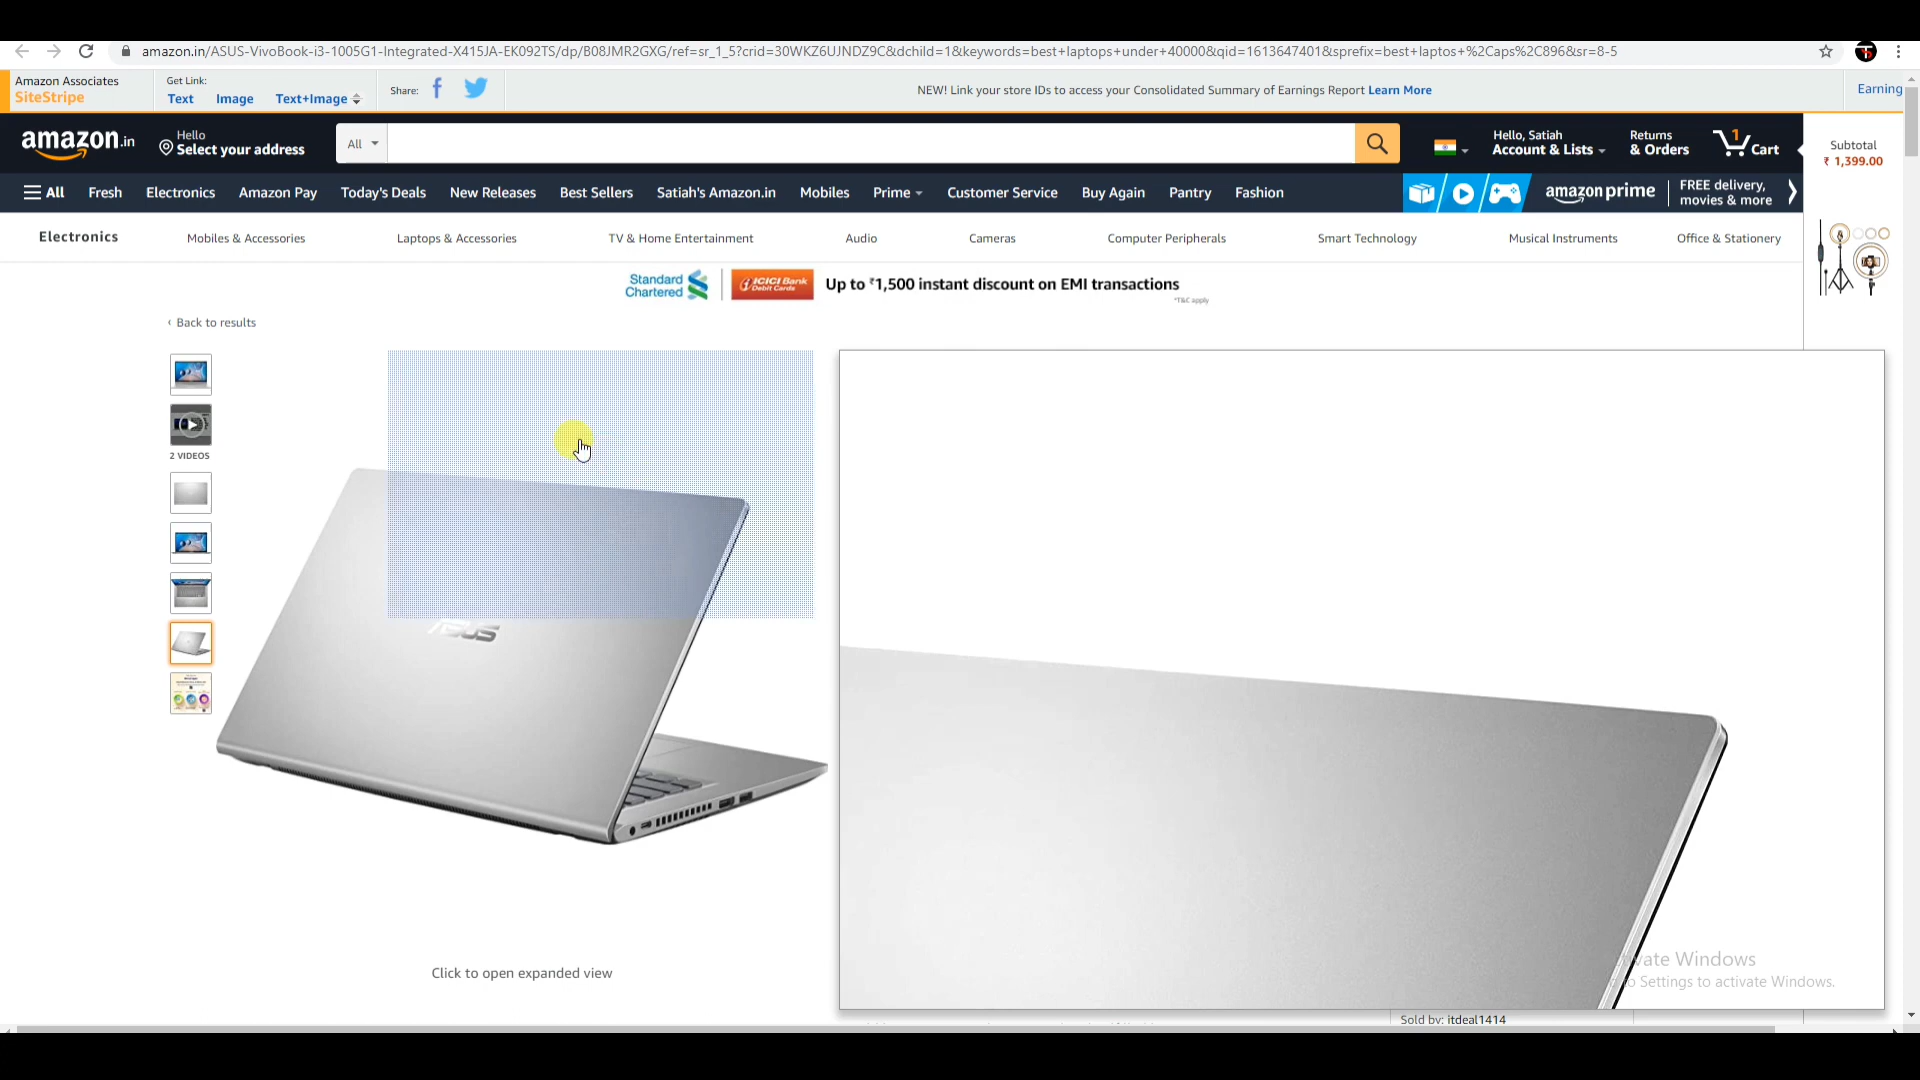 amazon.in/ASUS-VivoBook-i3-1005G1-Integrated-X415JA-EK092TS/dp/B08JMR2GXG/ref=sr_1_5?crid=30WKZ6UJNDZ9C&dchild=1&keywords=best+laptops+under+40000&qid=1613647401&sprefix=best+laptos+%2Caps%2C896&sr=8-5
Amazon Associates
SiteStripe
Get Link:
Text Image Text+Image
Share:
NEW! Link your store IDs to access your Consolidated Summary of Earnings Report Learn More
Earning
amazon.in
Hello
Select your address
All
Hello, Satiah
Account & Lists
Returns
& Orders
1
Cart
Subtotal
₹ 1,399.00
All Fresh Electronics Amazon Pay Today's Deals New Releases Best Sellers Satiah's Amazon.in Mobiles Prime Customer Service Buy Again Pantry Fashion
amazon prime
FREE delivery,
movies & more
Electronics Mobiles & Accessories Laptops & Accessories TV & Home Entertainment Audio Cameras Computer Peripherals Smart Technology Musical Instruments Office & Stationery
Standard
Chartered
ICICI Bank
Debit Cards
Up to ₹1,500 instant discount on EMI transactions
*T&C apply
‹ Back to results
2 VIDEOS
ASUS
Click to open expanded view
vate Windows
o Settings to activate Windows.
Sold by: itdeal1414